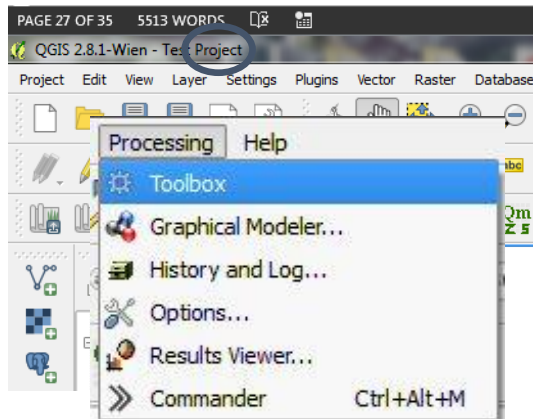 PAGE 27 OF 35 5513 WORDS
QGIS 2.8.1-Wien - Test Project
Project Edit View Layer Settings Plugins Vector Raster Database
Processing Help
abc
Toolbox
Graphical Modeler...
History and Log...
Options...
Results Viewer...
Commander Ctrl+Alt+M